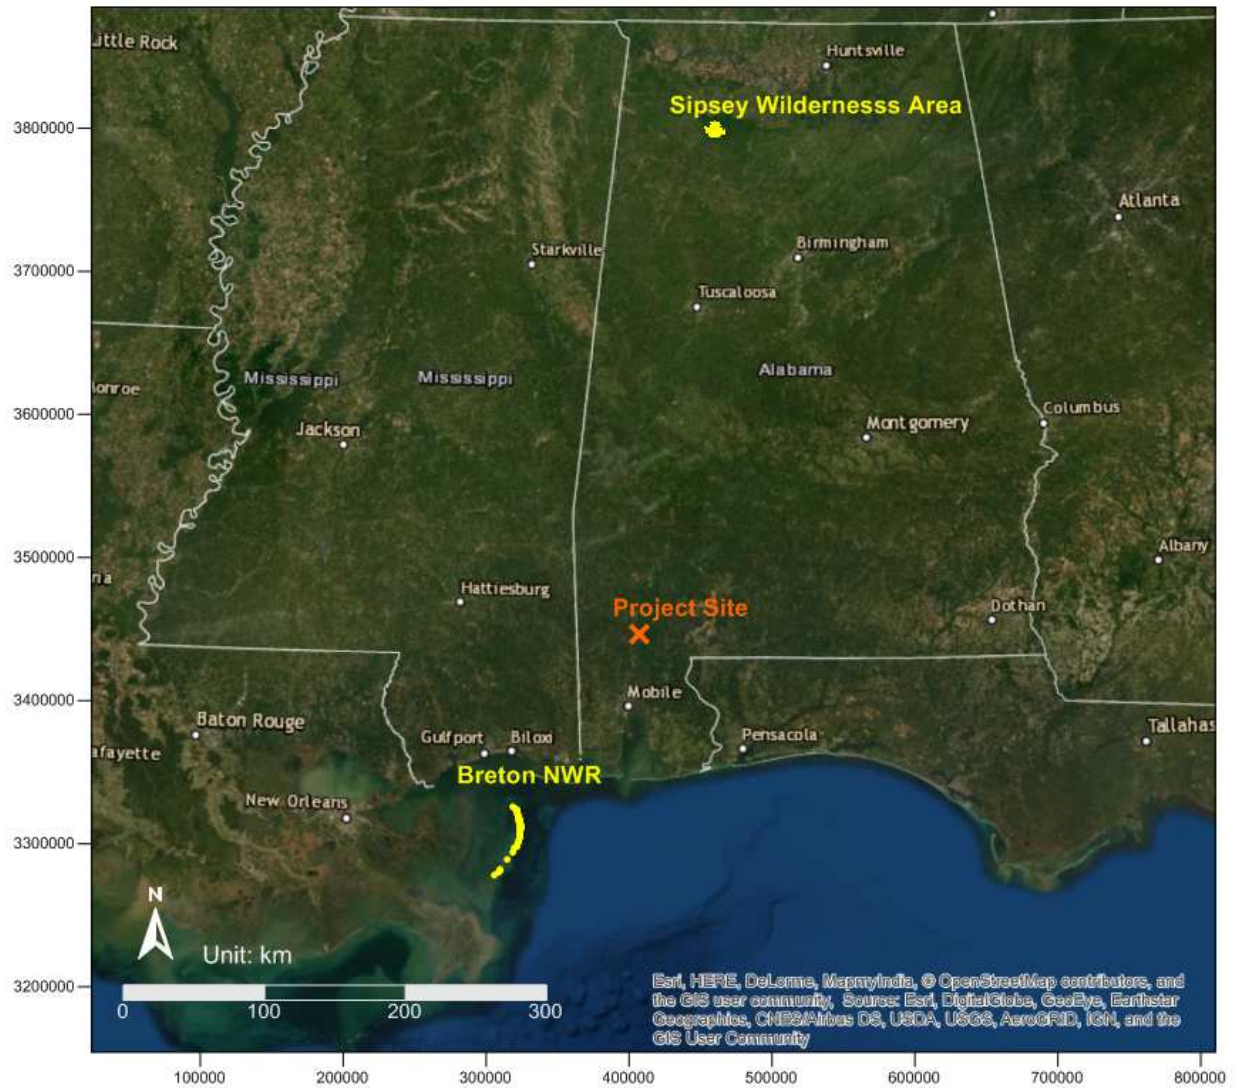 Little Rock
Huntsville
Sipsey Wildernesss Area
3800000
Atlanta
Starkville
Birmingham
3700000
Tuscaloosa
Mississippi
Mississippi
Alabama
onroe
Columbus
3600000
Jackson
Montgomery
3500000
Albany
ria
Hattiesburg
Project Site
Dothan
3400000
Mobile
Baton Rouge
Gulfport
Biloxi
Pensacola
Tallahas
afayette
Breton NWR
New Orleans
3300000
N
Unit: km
3200000
0 100 200 300
Esri, HERE, DeLorme, MapmyIndia, © OpenStreetMap contributors, and
the GIS user community, Source: Esri, DigitalGlobe, GeoEye, Earthstar
Geographics, CNES/Airbus DS, USDA, USGS, AeroGRID, IGN, and the
GIS User Community
100000 200000 300000 400000 500000 600000 700000 800000